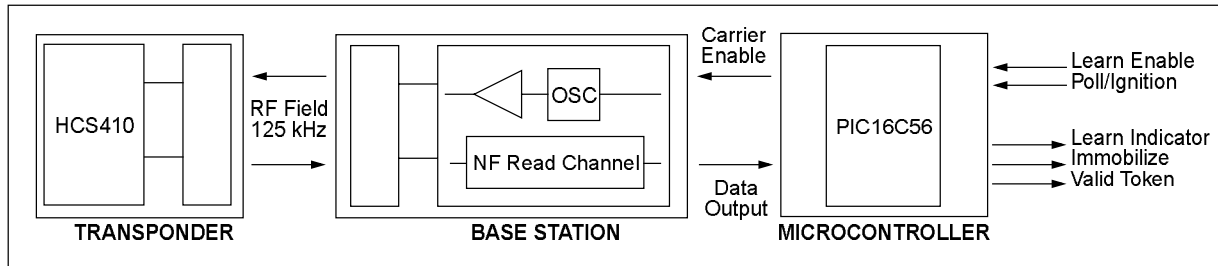 HCS410
TRANSPONDER
RF Field
125 kHz
OSC
NF Read Channel
BASE STATION
Carrier
Enable
Data
Output
PIC16C56
MICROCONTROLLER
Learn Enable
Poll/Ignition
Learn Indicator
Immobilize
Valid Token